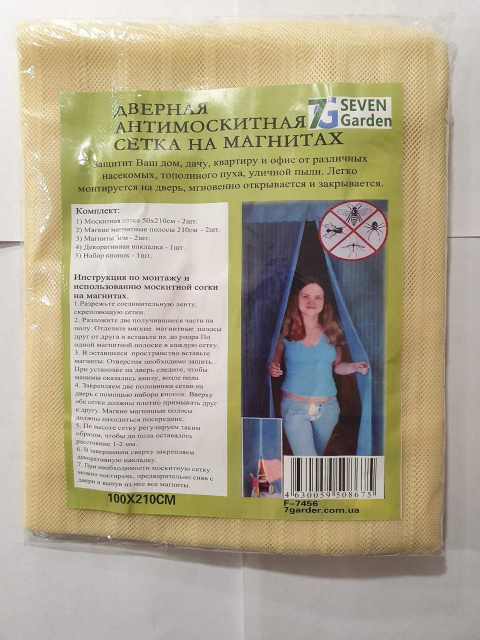 ДВЕРНАЯ
АНТИМОСКИТНАЯ
СЕТКА НА МАГНИТАХ
7G SEVEN
Garden
Защитит Ваш дом, дачу, квартиру и офис от различных
насекомых, тополиного пуха, уличной пыли. Легко
монтируется на дверь, мгновенно открывается и закрывается.
Комплект:
1) Москитная сетка 50х210см - 2шт.
2) Мягкие магнитные полосы 210см - 2шт.
3) Магниты 3см - 2шт.
4) Декоративная накладка - 1шт.
5) Набор кнопок - 1шт.
Инструкция по монтажу и
использованию москитной сетки
на магнитах.
1.Разрежьте соединительную ленту,
скрепляющую сетки.
2. Разложите две получившиеся части на
полу. Отделите мягкие магнитные полосы
друг от друга и вставьте их до упора По
одной магнитной полоске в каждую сетку.
3. В оставшиеся пространство вставьте
магниты. Отверстия необходимо защить.
При установке на дверь следите, чтобы
магниты оказались внизу, возле пола.
4. Закрепляем две половинки сетки на
дверь с помощью набора кнопок. Вверху
обе сетки должны плотно примыкать друг
к другу. Мягкие магнитные полосы
должны находиться посередине.
5. По высоте сетку регулируем таким
образом, чтобы до пола оставалось
расстояние 1-2 мм.
6. В завершении сверху закрепляем
декоративную накладку.
7. При необходимости москитную сетку
можно постирать, предварительно сняв с
двери и вынув из нее все магниты.
100X210CM
4 630059 508675
F-7456
7garder.com.ua